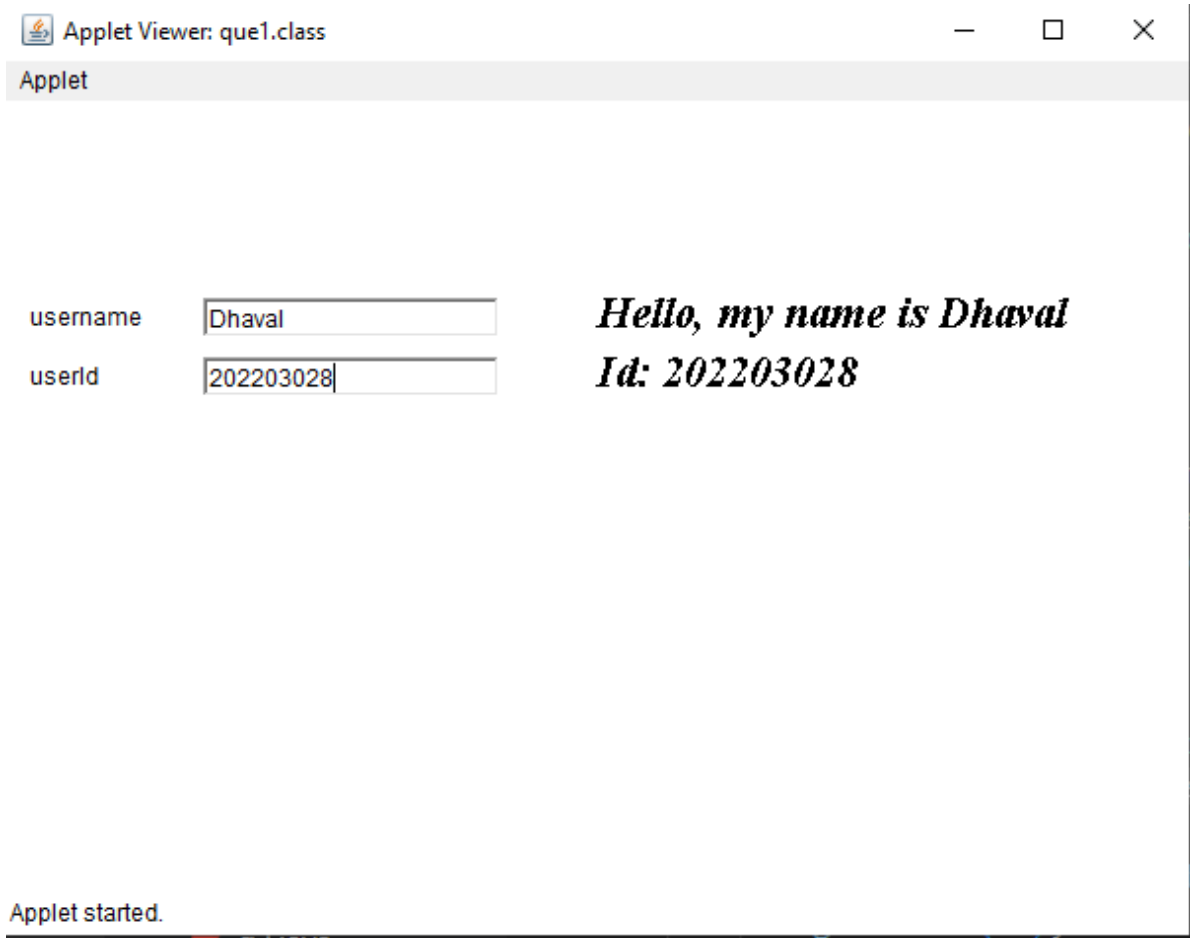 Applet Viewer: que1.class
Applet
username Dhaval Hello, my name is Dhaval
userId 202203028 Id: 202203028
Applet started.